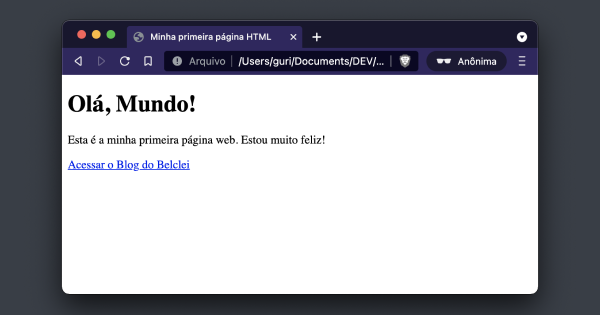 Minha primeira página HTML
Arquivo | /Users/guri/Documents/DEV/... Anônima
Olá, Mundo!
Esta é a minha primeira página web. Estou muito feliz!
Acessar o Blog do Belclei